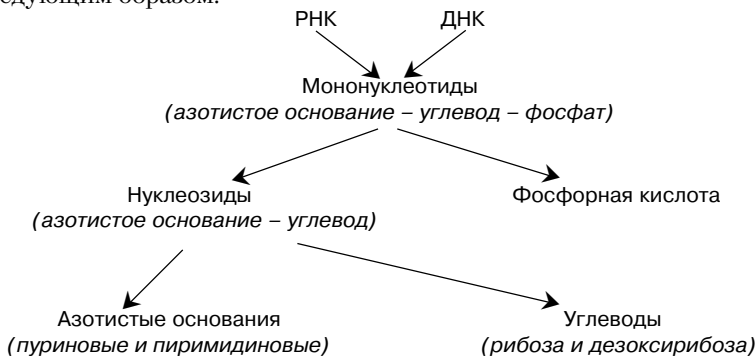 едующим образом:
РНК ДНК
Мононуклеотиды
(азотистое основание – углевод – фосфат)
Нуклеозиды Фосфорная кислота
(азотистое основание – углевод)
Азотистые основания Углеводы
(пуриновые и пиримидиновые) (рибоза и дезоксирибоза)